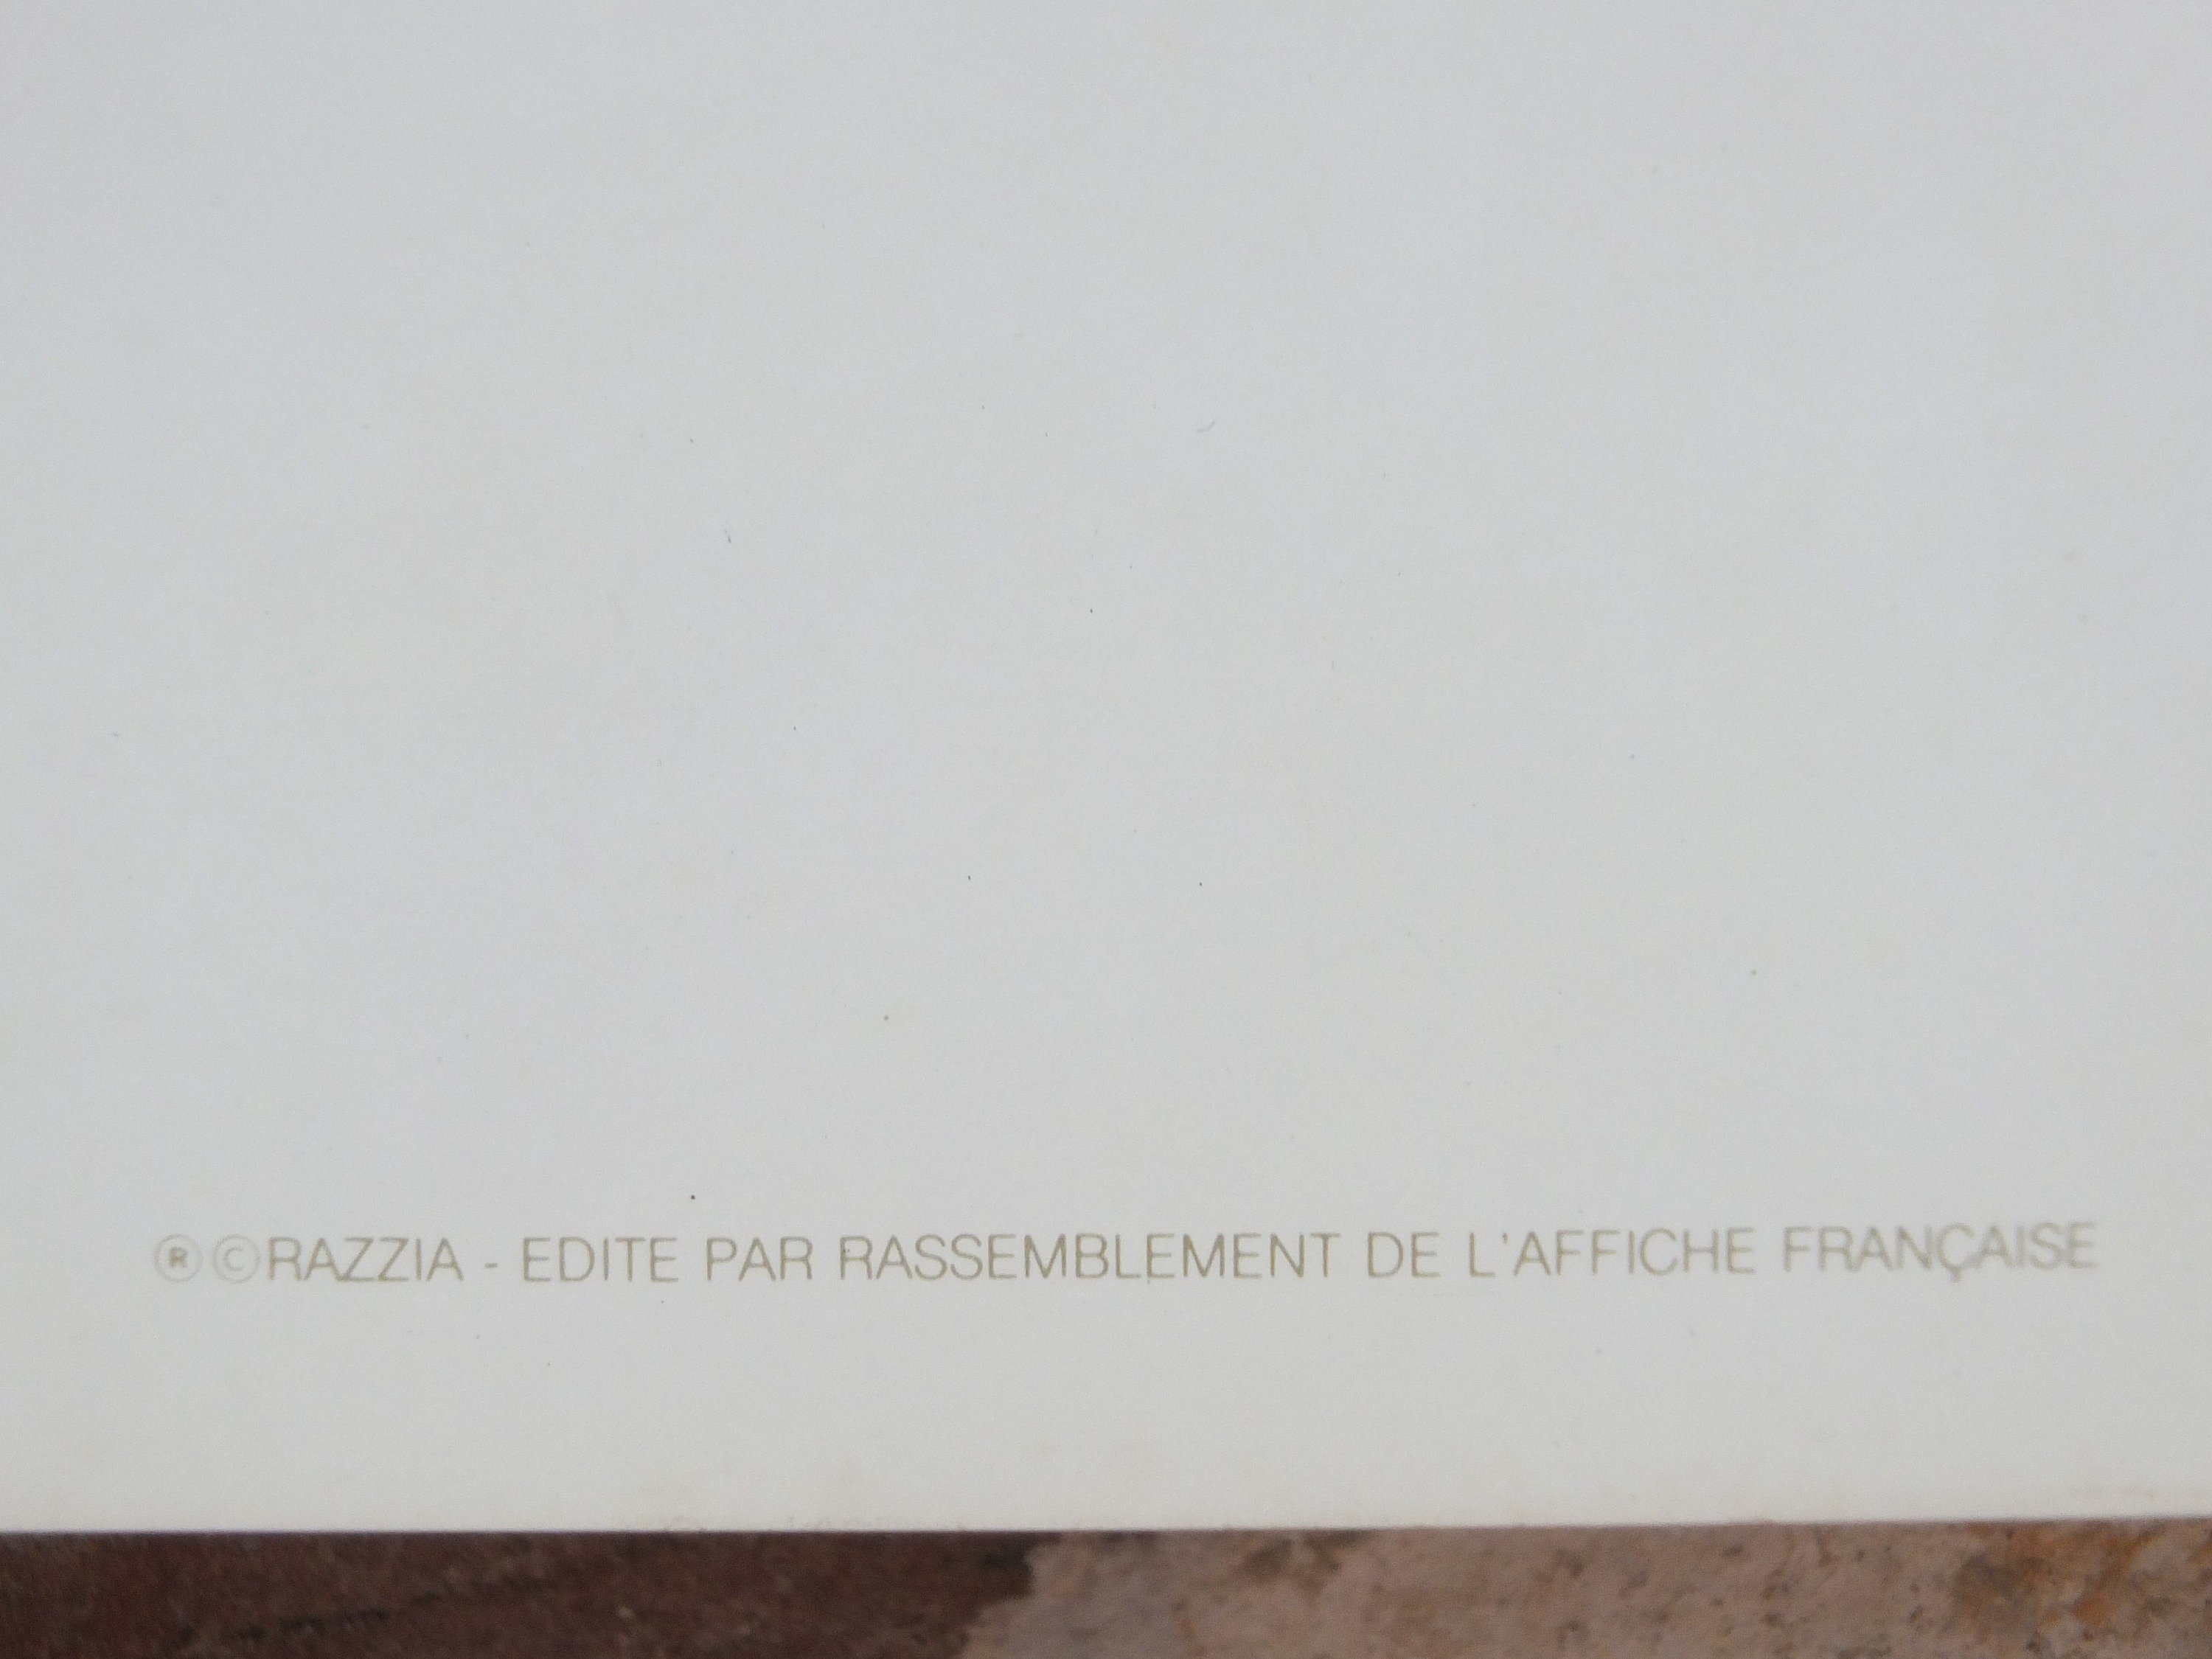 ®©RAZZIA - EDITE PAR RASSEMBLEMENT DE L'AFFICHE FRANÇAISE